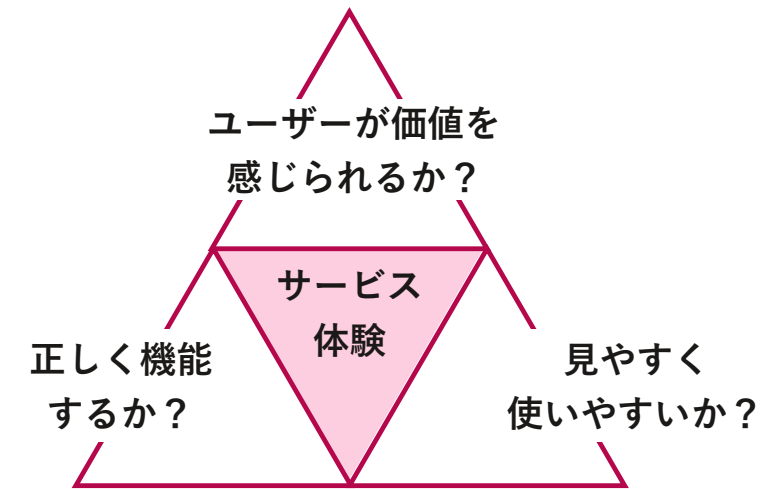 ユーザーが価値を
感じられるか？
サービス
体験
正しく機能
するか？
見やすく
使いやすいか？